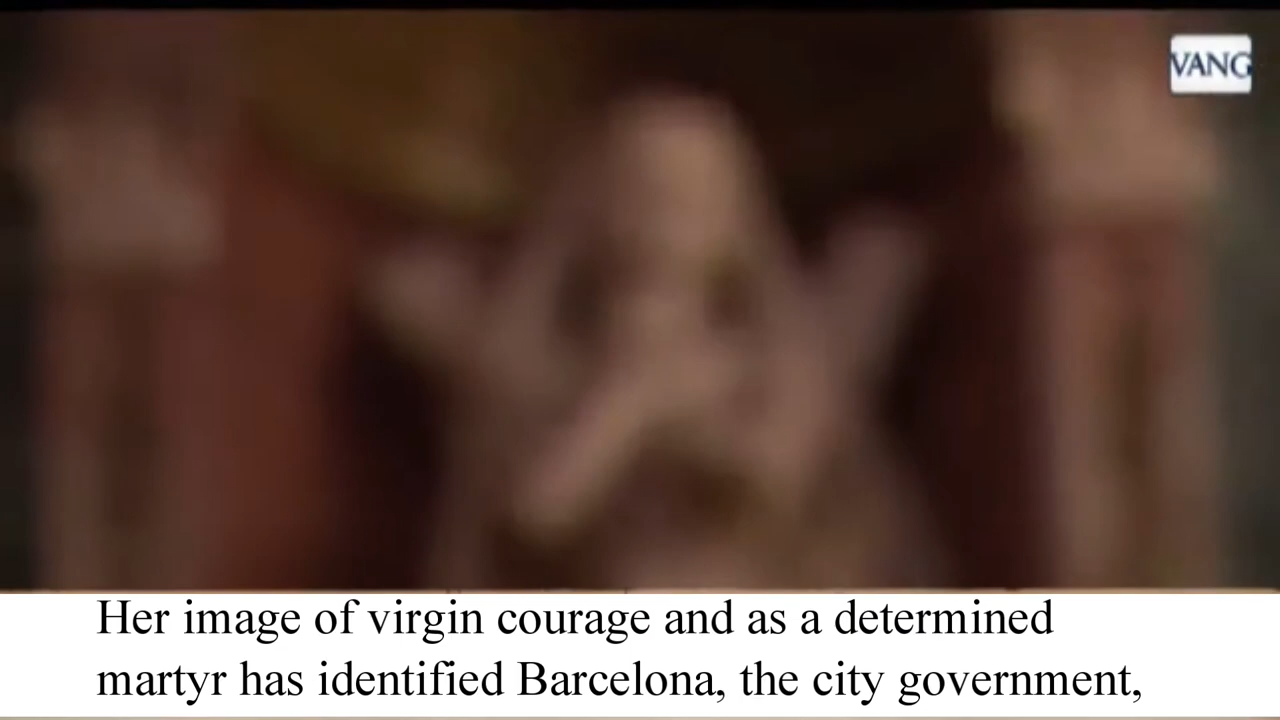 VANG
Her image of virgin courage and as a determined
martyr has identified Barcelona, the city government,